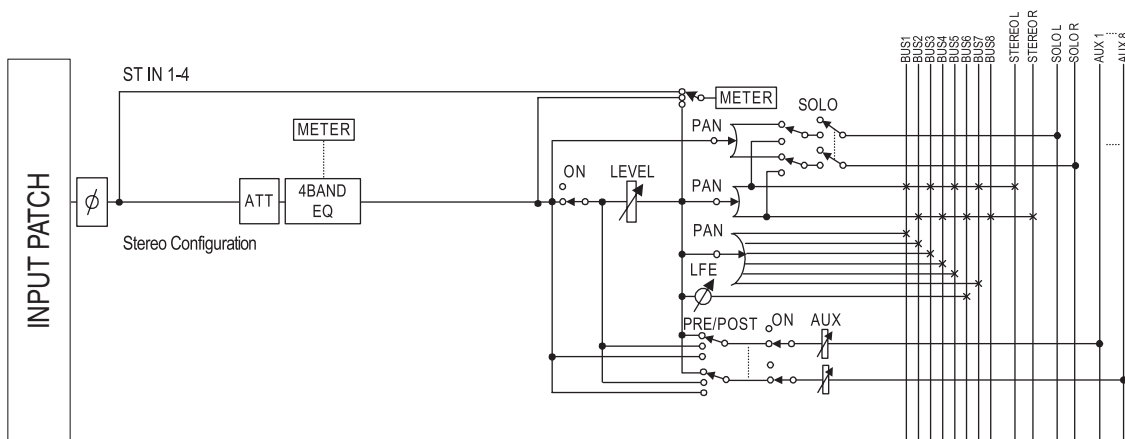 BUS1
BUS2
BUS3
BUS4
BUS5
BUS6
BUS7
BUS8
STEREO L
STEREO R
SOLO L
SOLO R
AUX 1
AUX 8
ST IN 1-4
METER
SOLO
METER
PAN
ON
LEVEL
INPUT PATCH
ϕ
ATT
4BAND
EQ
PAN
Stereo Configuration
PAN
LFE
PRE/POST
ON
AUX